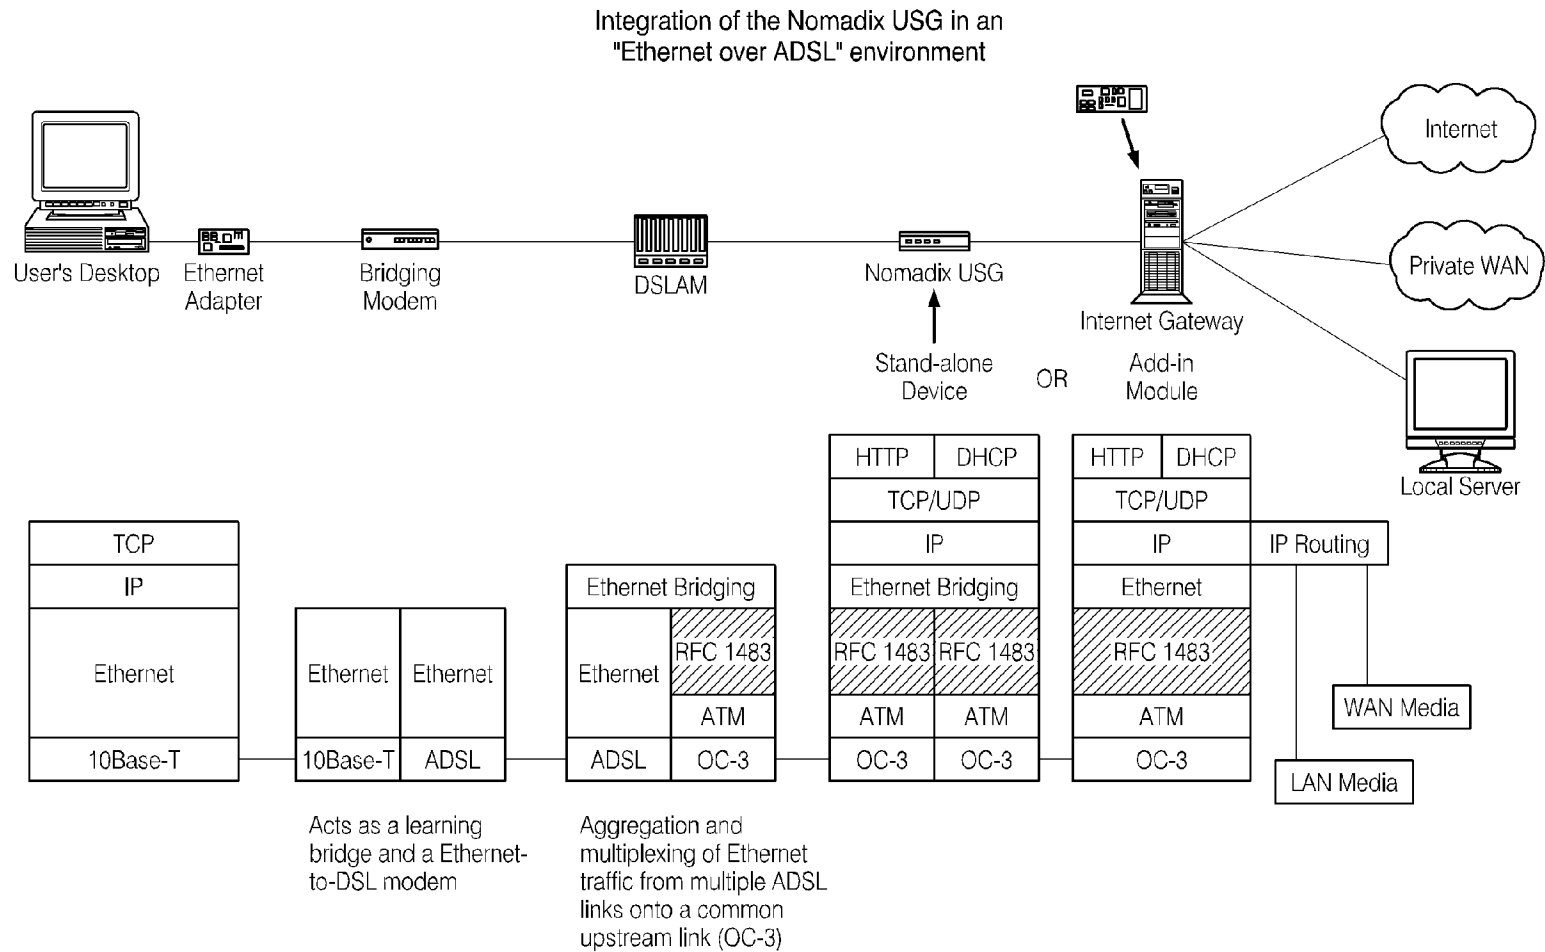 Integration of the Nomadix USG in an
"Ethernet over ADSL" environment
Internet
Private WAN
User's Desktop
Ethernet
Adapter
Bridging
Modem
DSLAM
Nomadix USG
Internet Gateway
Stand-alone
Device
OR
Add-in
Module
Local Server
TCP
IP
Ethernet
10Base-T
Ethernet
Ethernet
10Base-T
ADSL
Acts as a learning
bridge and a Ethernet-
to-DSL modem
Ethernet Bridging
Ethernet
RFC 1483
ATM
ADSL
OC-3
Aggregation and
multiplexing of Ethernet
traffic from multiple ADSL
links onto a common
upstream link (OC-3)
HTTP
DHCP
TCP/UDP
IP
Ethernet Bridging
RFC 1483
RFC 1483
ATM
ATM
OC-3
OC-3
HTTP
DHCP
TCP/UDP
IP
IP Routing
Ethernet
RFC 1483
ATM
OC-3
WAN Media
LAN Media